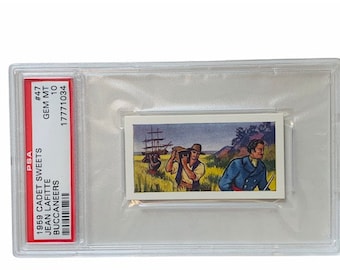 1959 CADET SWEETS
JEAN LAFITTE
BUCCANEERS
#47
GEM MT
10
17771034
PSA